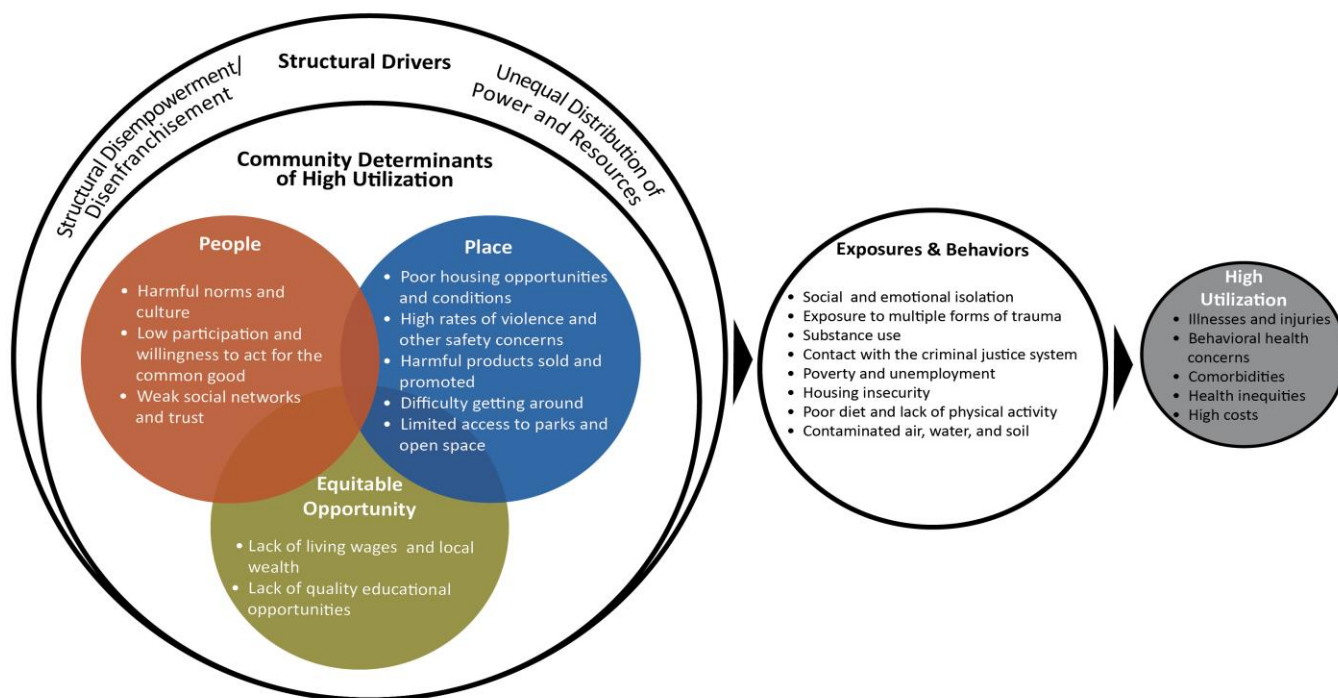 Structural Drivers
Structural Disempowerment/
Disenfranchisement
Unequal Distribution of
Power and Resources
Community Determinants
of High Utilization
People
• Harmful norms and
culture
• Low participation and
willingness to act for the
common good
• Weak social networks
and trust
Place
• Poor housing opportunities
and conditions
• High rates of violence and
other safety concerns
• Harmful products sold and
promoted
• Difficulty getting around
• Limited access to parks and
open space
Equitable
Opportunity
• Lack of living wages and local
wealth
• Lack of quality educational
opportunities
Exposures & Behaviors
• Social and emotional isolation
• Exposure to multiple forms of trauma
• Substance use
• Contact with the criminal justice system
• Poverty and unemployment
• Housing insecurity
• Poor diet and lack of physical activity
• Contaminated air, water, and soil
High
Utilization
• Illnesses and injuries
• Behavioral health
concerns
• Comorbidities
• Health inequities
• High costs